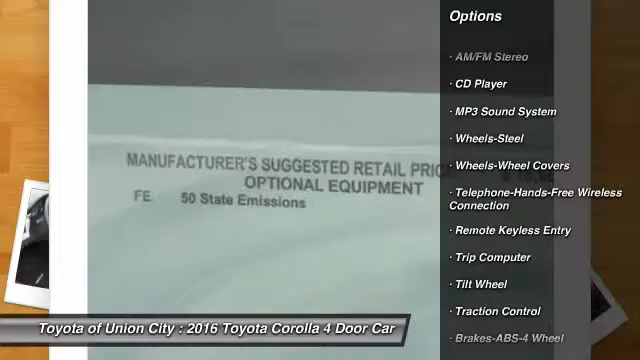 MANUFACTURER'S SUGGESTED RETAIL
OPTIONAL EQUIPMENT
FE 50 State Emissions
Options
· AM/FM Stereo
· CD Player
· MP3 Sound System
· Wheels-Steel
· Wheels-Wheel Covers
· Telephone-Hands-Free Wireless
Connection
· Remote Keyless Entry
· Trip Computer
· Tilt Wheel
· Traction Control
· Brakes-ABS-4 Wheel
Toyota of Union City : 2016 Toyota Corolla 4 Door Car